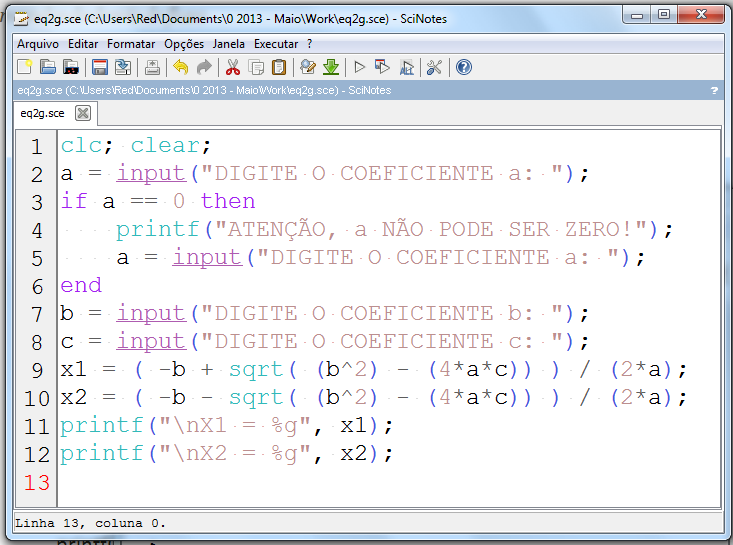 eq2g.sce (C:\Users\Red\Documents\0 2013 - Maio\Work\eq2g.sce) - SciNotes
Arquivo Editar Formatar Opções Janela Executar ?
eq2g.sce (C:\Users\Red\Documents\0 2013 - Maio\Work\eq2g.sce) - SciNotes ?
eq2g.sce
1 clc; clear;
2 a = input("DIGITE O COEFICIENTE a: ");
3 if a == 0 then
4     printf("ATENÇÃO, a NÃO PODE SER ZERO!");
5     a = input("DIGITE O COEFICIENTE a: ");
6 end
7 b = input("DIGITE O COEFICIENTE b: ");
8 c = input("DIGITE O COEFICIENTE c: ");
9 x1 = ( -b + sqrt( (b^2) - (4*a*c)) ) / (2*a);
10 x2 = ( -b - sqrt( (b^2) - (4*a*c)) ) / (2*a);
11 printf("\nX1 = %g", x1);
12 printf("\nX2 = %g", x2);
13
Linha 13, coluna 0.